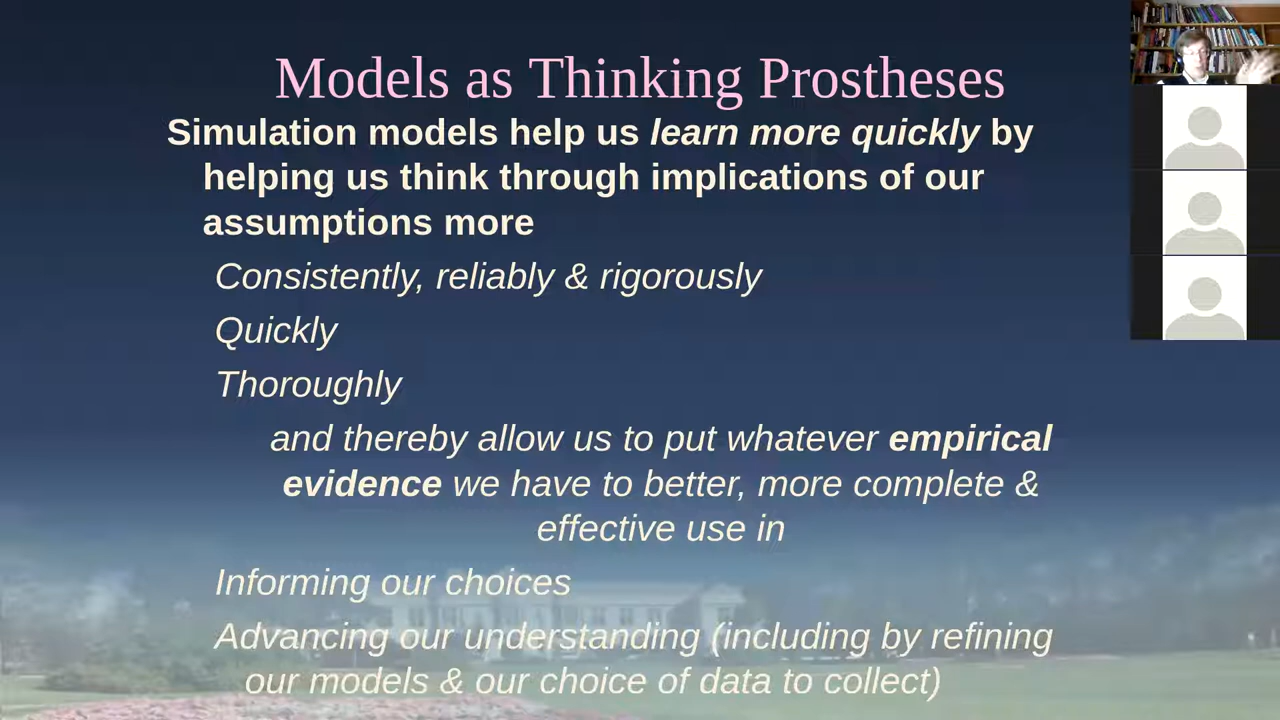 Models as Thinking Prostheses
Simulation models help us learn more quickly by
helping us think through implications of our
assumptions more
Consistently, reliably & rigorously
Quickly
Thoroughly
and thereby allow us to put whatever empirical
evidence we have to better, more complete &
effective use in
Informing our choices
Advancing our understanding (including by refining
our models & our choice of data to collect)